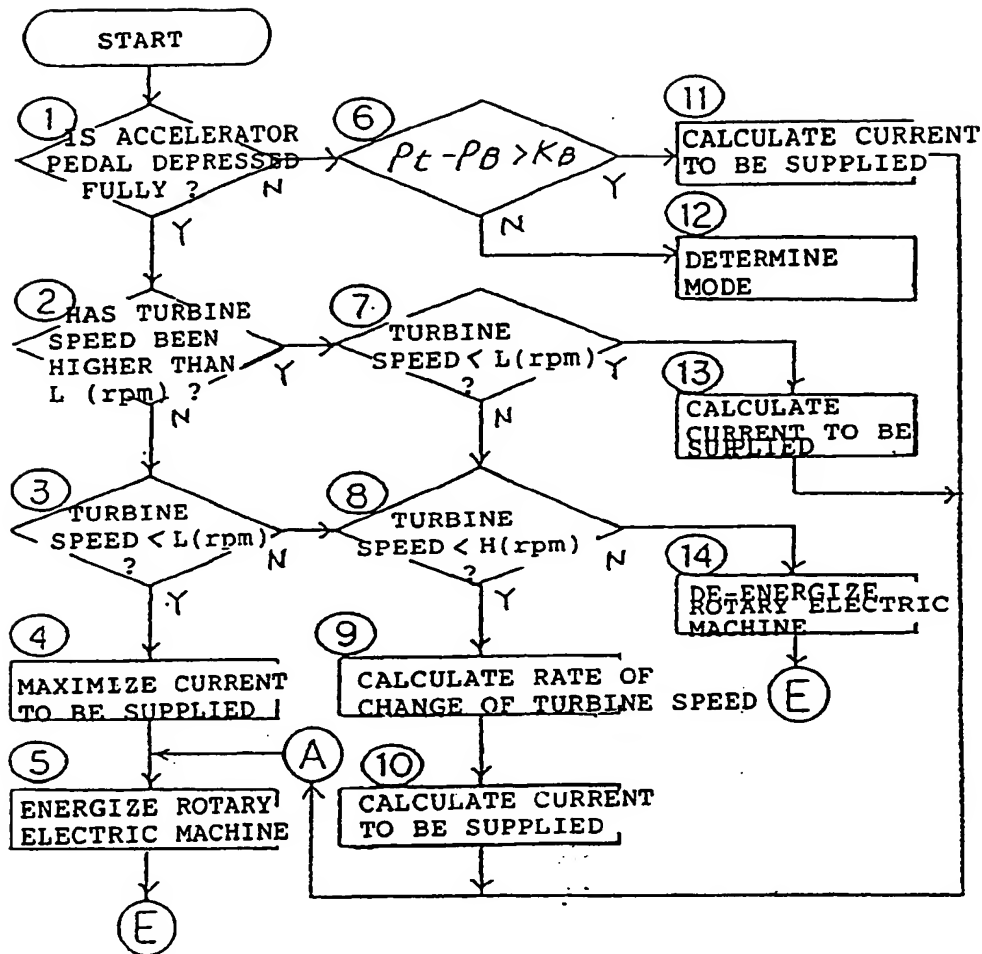 START
1
IS ACCELERATOR
PEDAL DEPRESSED
FULLY ?
N
Y
6
Pt - PB > KB
Y
N
11
CALCULATE CURRENT
TO BE SUPPLIED
12
DETERMINE
MODE
2
HAS TURBINE
SPEED BEEN
HIGHER THAN
L (rpm) ?
Y
N
7
TURBINE
SPEED < L(rpm)
?
Y
N
13
CALCULATE
CURRENT TO BE
SUPPLIED
3
TURBINE
SPEED < L(rpm)
?
N
Y
8
TURBINE
SPEED < H(rpm)
?
N
Y
14
DE-ENERGIZE
ROTARY ELECTRIC
MACHINE
E
4
MAXIMIZE CURRENT
TO BE SUPPLIED
9
CALCULATE RATE OF
CHANGE OF TURBINE SPEED
A
5
ENERGIZE ROTARY
ELECTRIC MACHINE
10
CALCULATE CURRENT
TO BE SUPPLIED
E